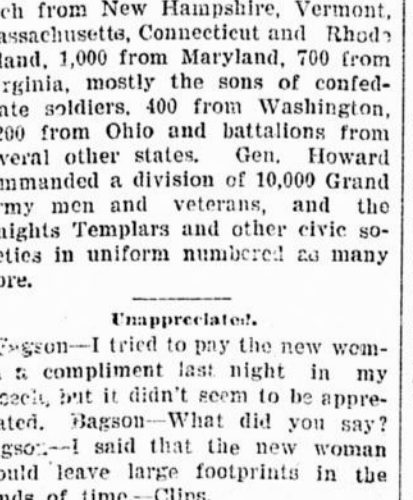 ch from New Hampshire, Vermont,
assachusetts, Connecticut and Rhode
land, 1,000 from Maryland, 700 from
rginia, mostly the sons of confed-
ate soldiers, 400 from Washington,
200 from Ohio and battalions from
veral other states. Gen. Howard
mmanded a division of 10,000 Grand
rmy men and veterans, and the
nights Templars and other civic so-
eties in uniform numbered as many
ore.
Unappreciated.
Fogson—I tried to pay the new wom-
a compliment last night in my
eech, but it didn't seem to be appre-
ated. Bagson—What did you say?
gson—I said that the new woman
ould leave large footprints in the
nds of time.—Clips.